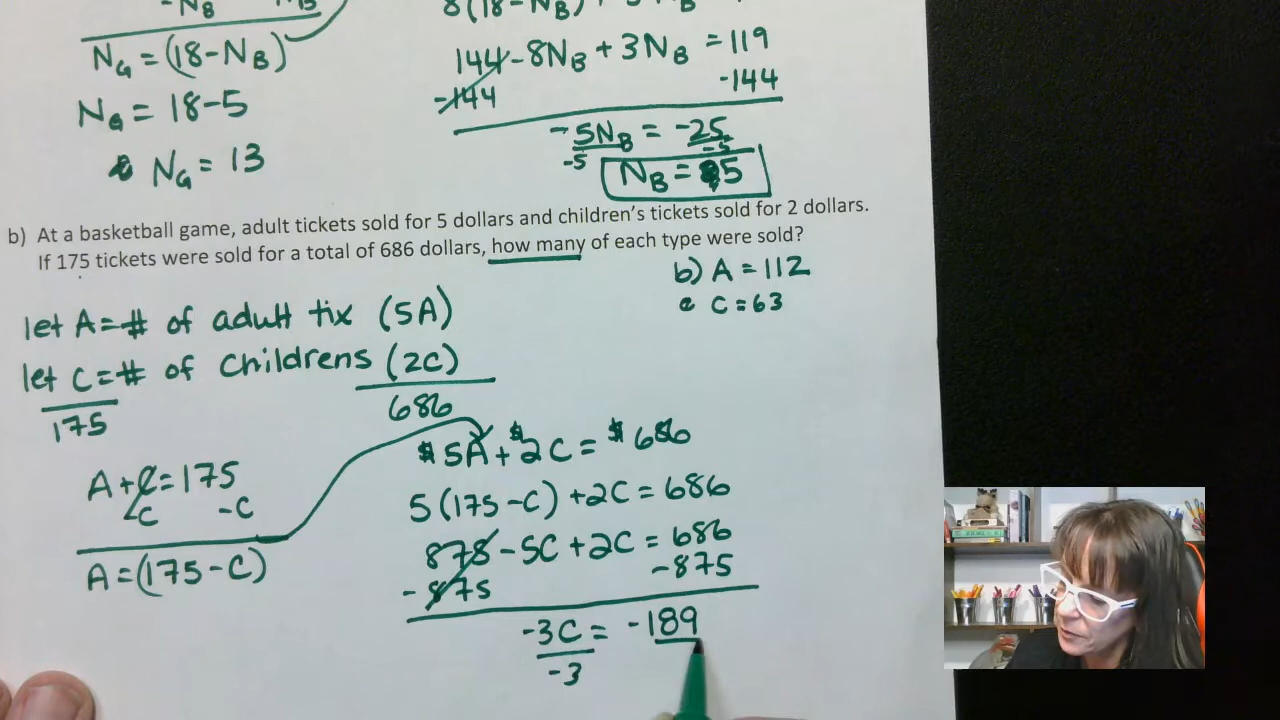 -N_B
8(18-N_B)
N_G = (18-N_B)
144-8N_B + 3N_B = 119
-144 -144
N_G = 18-5
-5N_B = -25
-5 -5
N_G = 13
N_B = 5
b) At a basketball game, adult tickets sold for 5 dollars and children's tickets sold for 2 dollars.
If 175 tickets were sold for a total of 686 dollars, how many of each type were sold?
b) A = 112
C = 63
let A = # of adult tix (5A)
let C = # of Childrens (2C)
175
686
$5A + $2C = $686
A + C = 175
-C -C
A = (175 - C)
5(175 - C) + 2C = 686
875 - 5C + 2C = 686
-875 -875
-3C = -189
-3